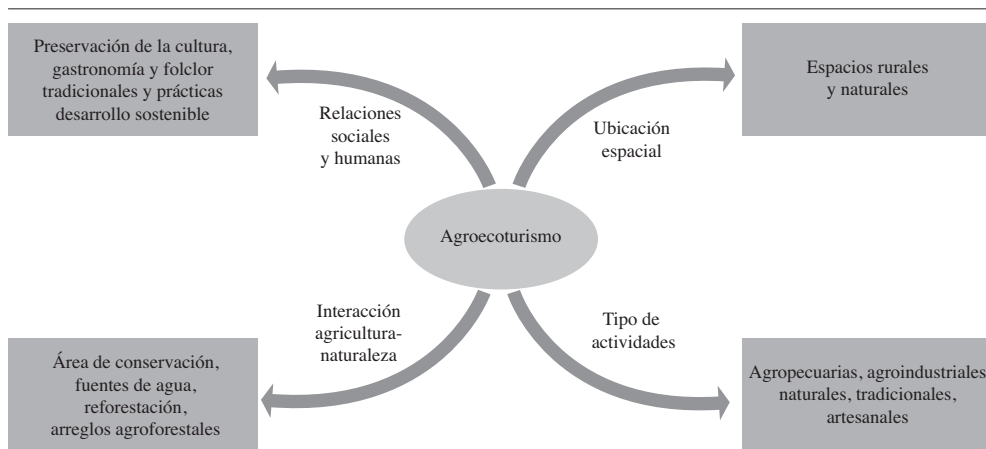 Preservación de la cultura,
gastronomía y folclor
tradicionales y prácticas
desarrollo sostenible
Relaciones
sociales
y humanas
Espacios rurales
y naturales
Ubicación
espacial
Agroecoturismo
Interacción
agricultura-
naturaleza
Área de conservación,
fuentes de agua,
reforestación,
arreglos agroforestales
Tipo de
actividades
Agropecuarias, agroindustriales
naturales, tradicionales,
artesanales